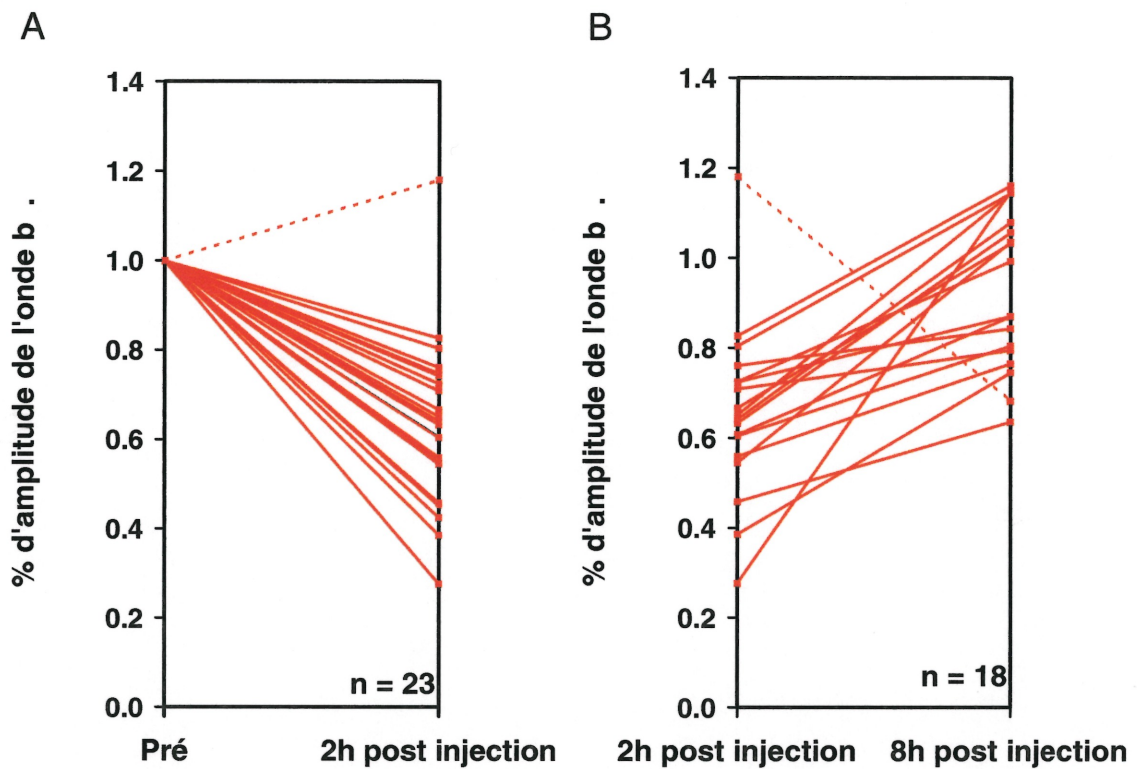 A
B
% d'amplitude de l'onde b .
1.4
1.2
1.0
0.8
0.6
0.4
0.2
0.0
n = 23
Pré
2h post injection
% d'amplitude de l'onde b .
1.4
1.2
1.0
0.8
0.6
0.4
0.2
0.0
n = 18
2h post injection
8h post injection